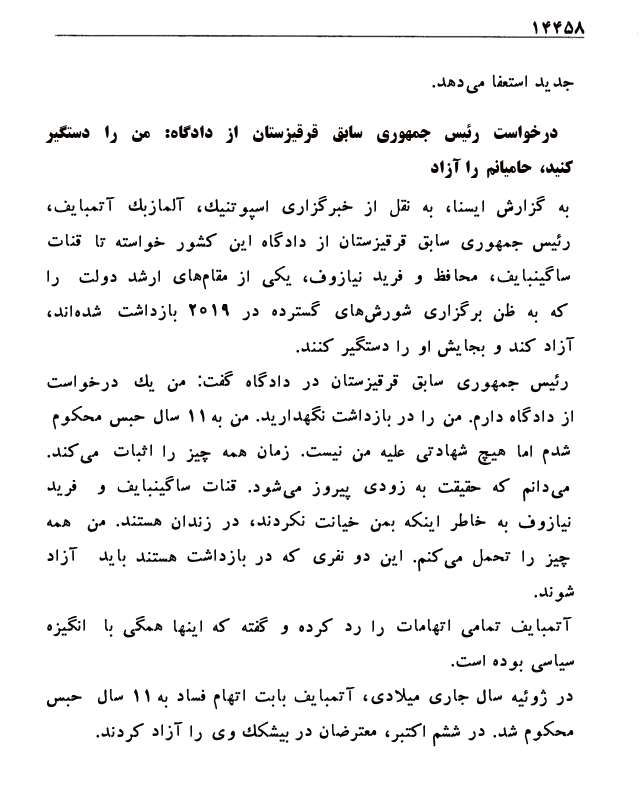 ۱۴۴۵۸
جدید استعفا می‌دهد.
درخواست رئیس جمهوری سابق قرقیزستان از دادگاه: من را دستگیر
کنید، حامیانم را آزاد
به گزارش ایسنا، به نقل از خبرگزاری اسپوتنیك، آلمازبك آتمبایف،
رئیس جمهوری سابق قرقیزستان از دادگاه این کشور خواسته تا قنات
ساگینبایف، محافظ و فرید نیازوف، یکی از مقام‌های ارشد دولت را
که به ظن برگزاری شورش‌های گسترده در ۲۰۱۹ بازداشت شده‌اند،
آزاد کند و بجایش او را دستگیر کنند.
رئیس جمهوری سابق قرقیزستان در دادگاه گفت: من یك درخواست
از دادگاه دارم. من را در بازداشت نگهدارید. من به ۱۱ سال حبس محکوم
شدم اما هیچ شهادتی علیه من نیست. زمان همه چیز را اثبات می‌کند.
می‌دانم که حقیقت به زودی پیروز می‌شود. قنات ساگینبایف و فرید
نیازوف به خاطر اینکه بمن خیانت نکردند، در زندان هستند. من همه
چیز را تحمل می‌کنم. این دو نفری که در بازداشت هستند باید آزاد
شوند.
آتمبایف تمامی اتهامات را رد کرده و گفته که اینها همگی با انگیزه
سیاسی بوده است.
در ژوئیه سال جاری میلادی، آتمبایف بابت اتهام فساد به ۱۱ سال حبس
محکوم شد. در ششم اکتبر، معترضان در بیشکك وی را آزاد کردند.